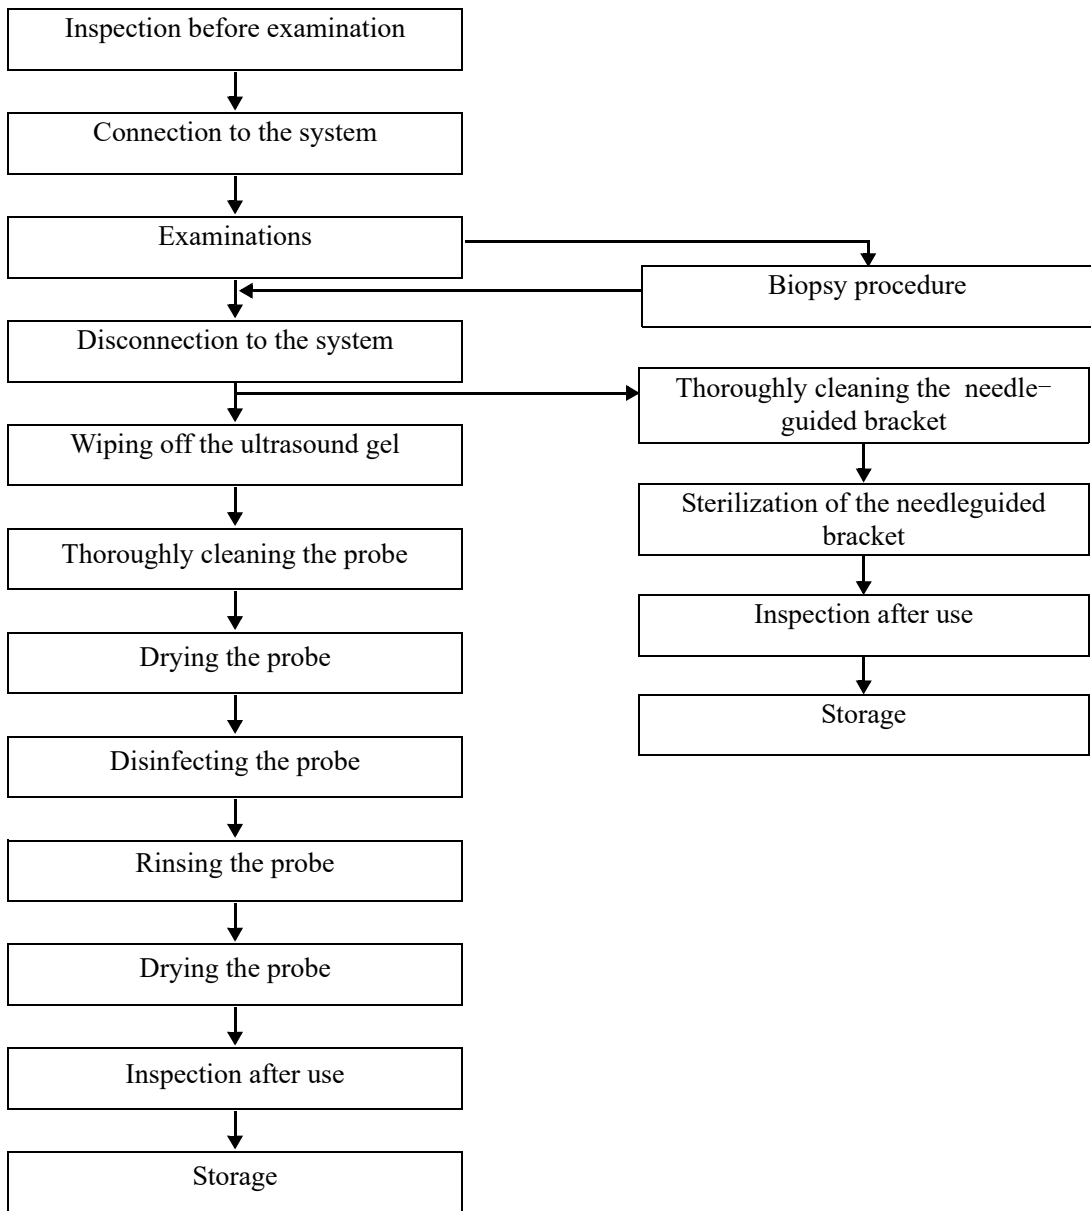 Inspection before examination
Connection to the system
Examinations
Biopsy procedure
Disconnection to the system
Thoroughly cleaning the needle-
guided bracket
Wiping off the ultrasound gel
Sterilization of the needleguided
bracket
Thoroughly cleaning the probe
Inspection after use
Drying the probe
Storage
Disinfecting the probe
Rinsing the probe
Drying the probe
Inspection after use
Storage